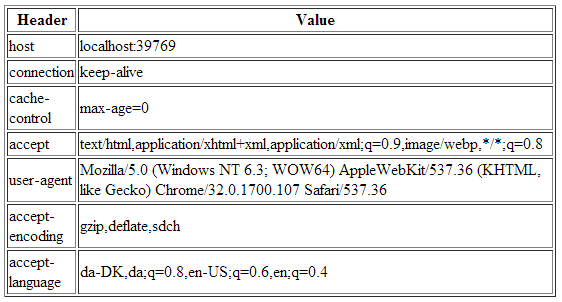 Header Value
host localhost:39769
connection keep-alive
cache-
control max-age=0
accept text/html,application/xhtml+xml,application/xml;q=0.9,image/webp,*/*;q=0.8
user-agent Mozilla/5.0 (Windows NT 6.3; WOW64) AppleWebKit/537.36 (KHTML,
like Gecko) Chrome/32.0.1700.107 Safari/537.36
accept-
encoding gzip,deflate,sdch
accept-
language da-DK,da;q=0.8,en-US;q=0.6,en;q=0.4